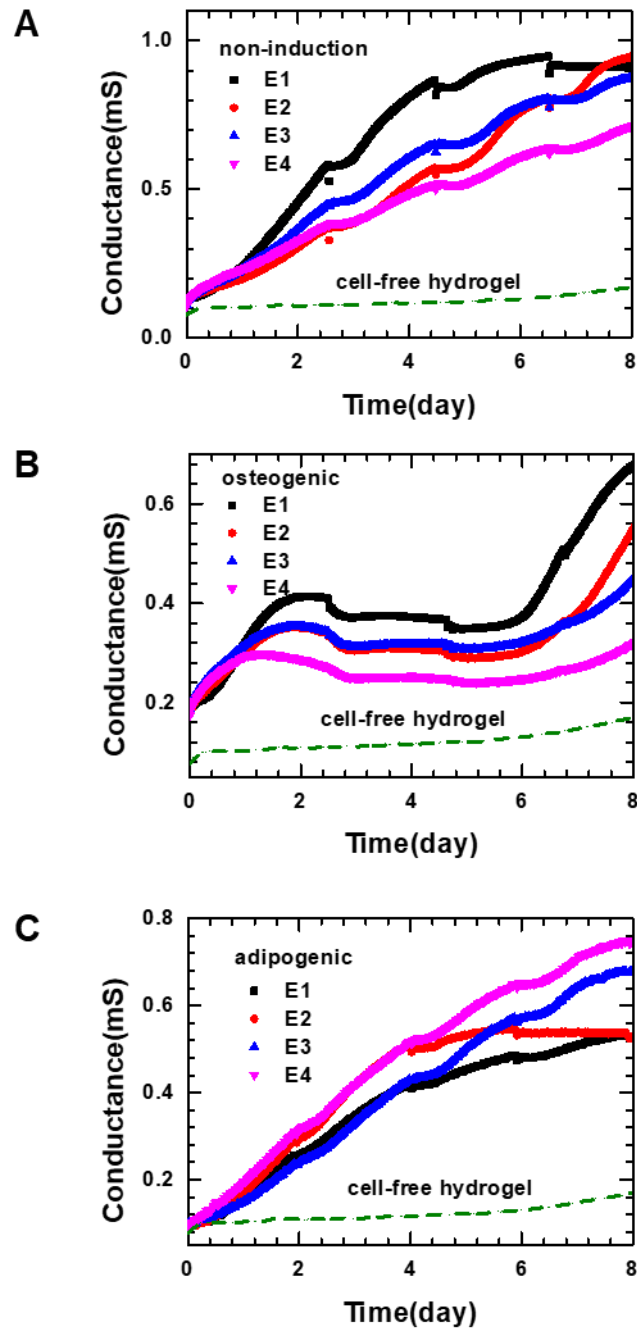 A
non-induction
E1
E2
E3
E4
cell-free hydrogel
Conductance(mS)
1.0
0.5
0.0
0 2 4 6 8
Time(day)
B
osteogenic
E1
E2
E3
E4
cell-free hydrogel
Conductance(mS)
0.6
0.4
0.2
0 2 4 6 8
Time(day)
C
adipogenic
E1
E2
E3
E4
cell-free hydrogel
Conductance(mS)
0.8
0.6
0.4
0.2
0 2 4 6 8
Time(day)